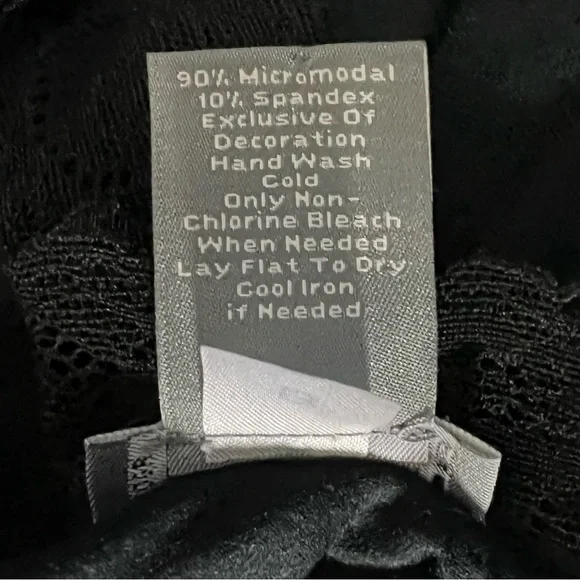 90% Micromodal
10% Spandex
Exclusive Of
Decoration
Hand Wash
Cold
Only Non-
Chlorine Bleach
When Needed
Lay Flat To Dry
Cool Iron
if Needed